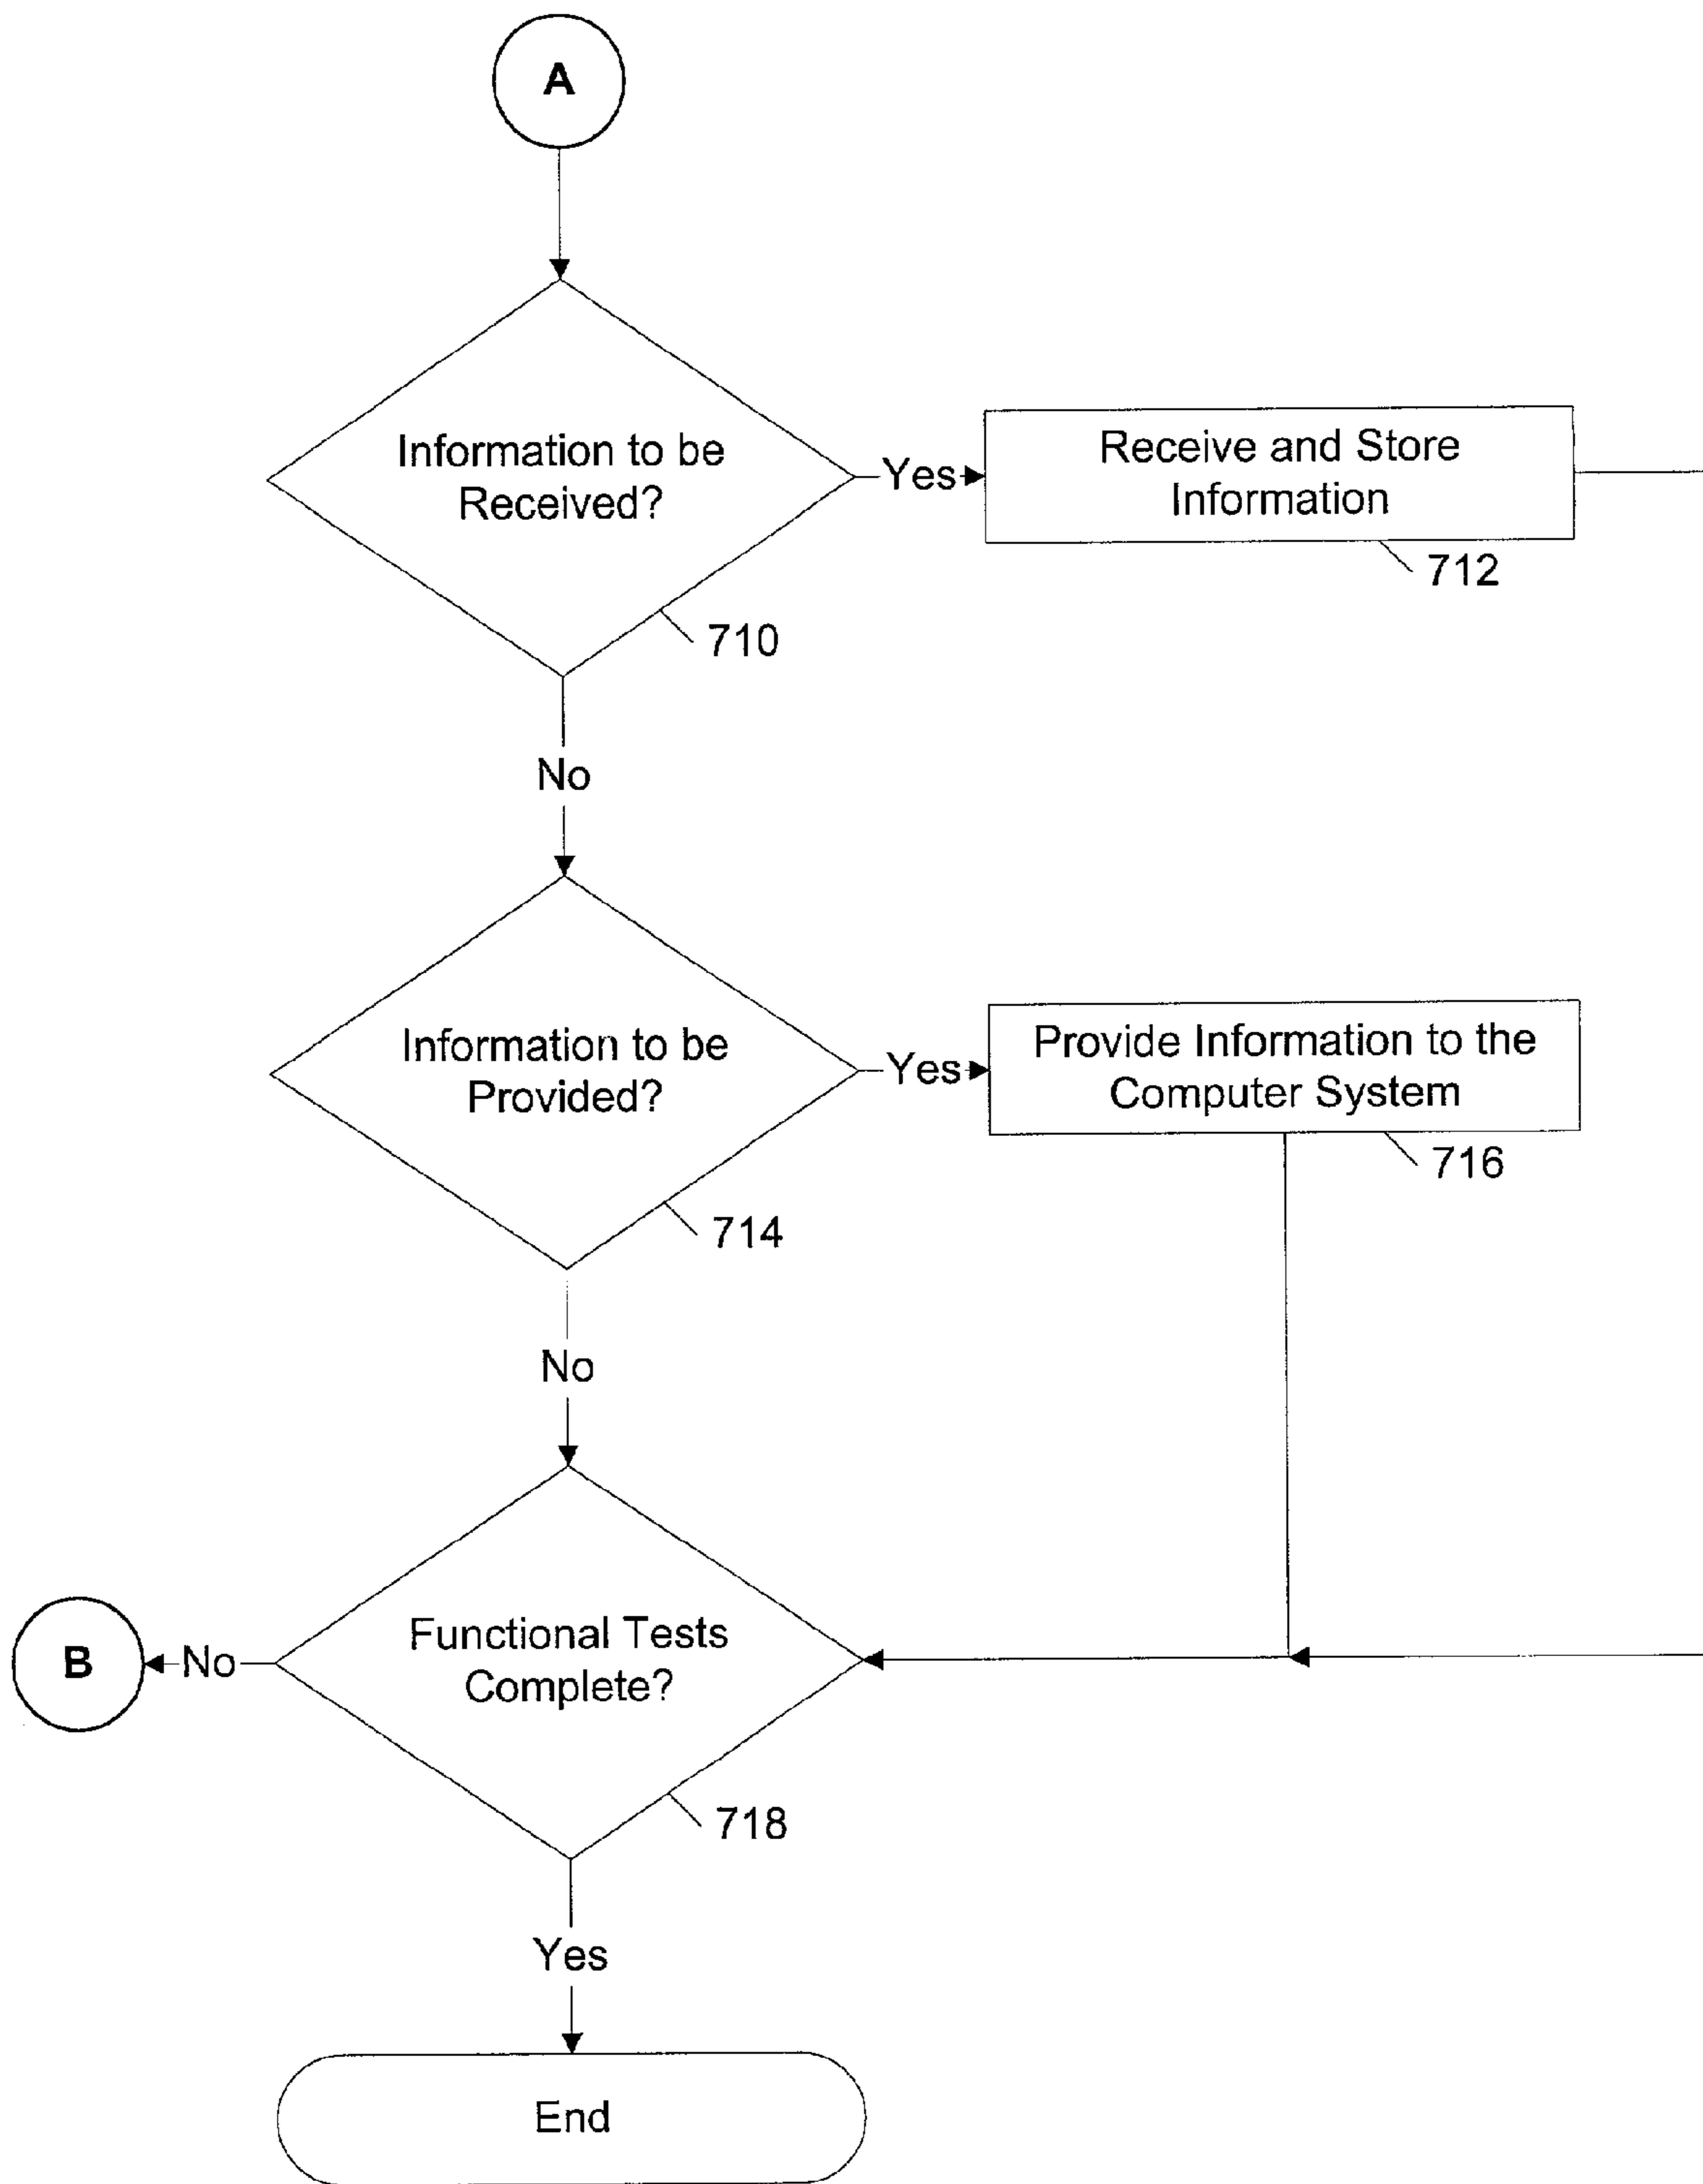 A
Information to be
Received?
Yes
Receive and Store
Information
712
710
No
Information to be
Provided?
Yes
Provide Information to the
Computer System
716
714
No
Functional Tests
Complete?
No
B
718
Yes
End